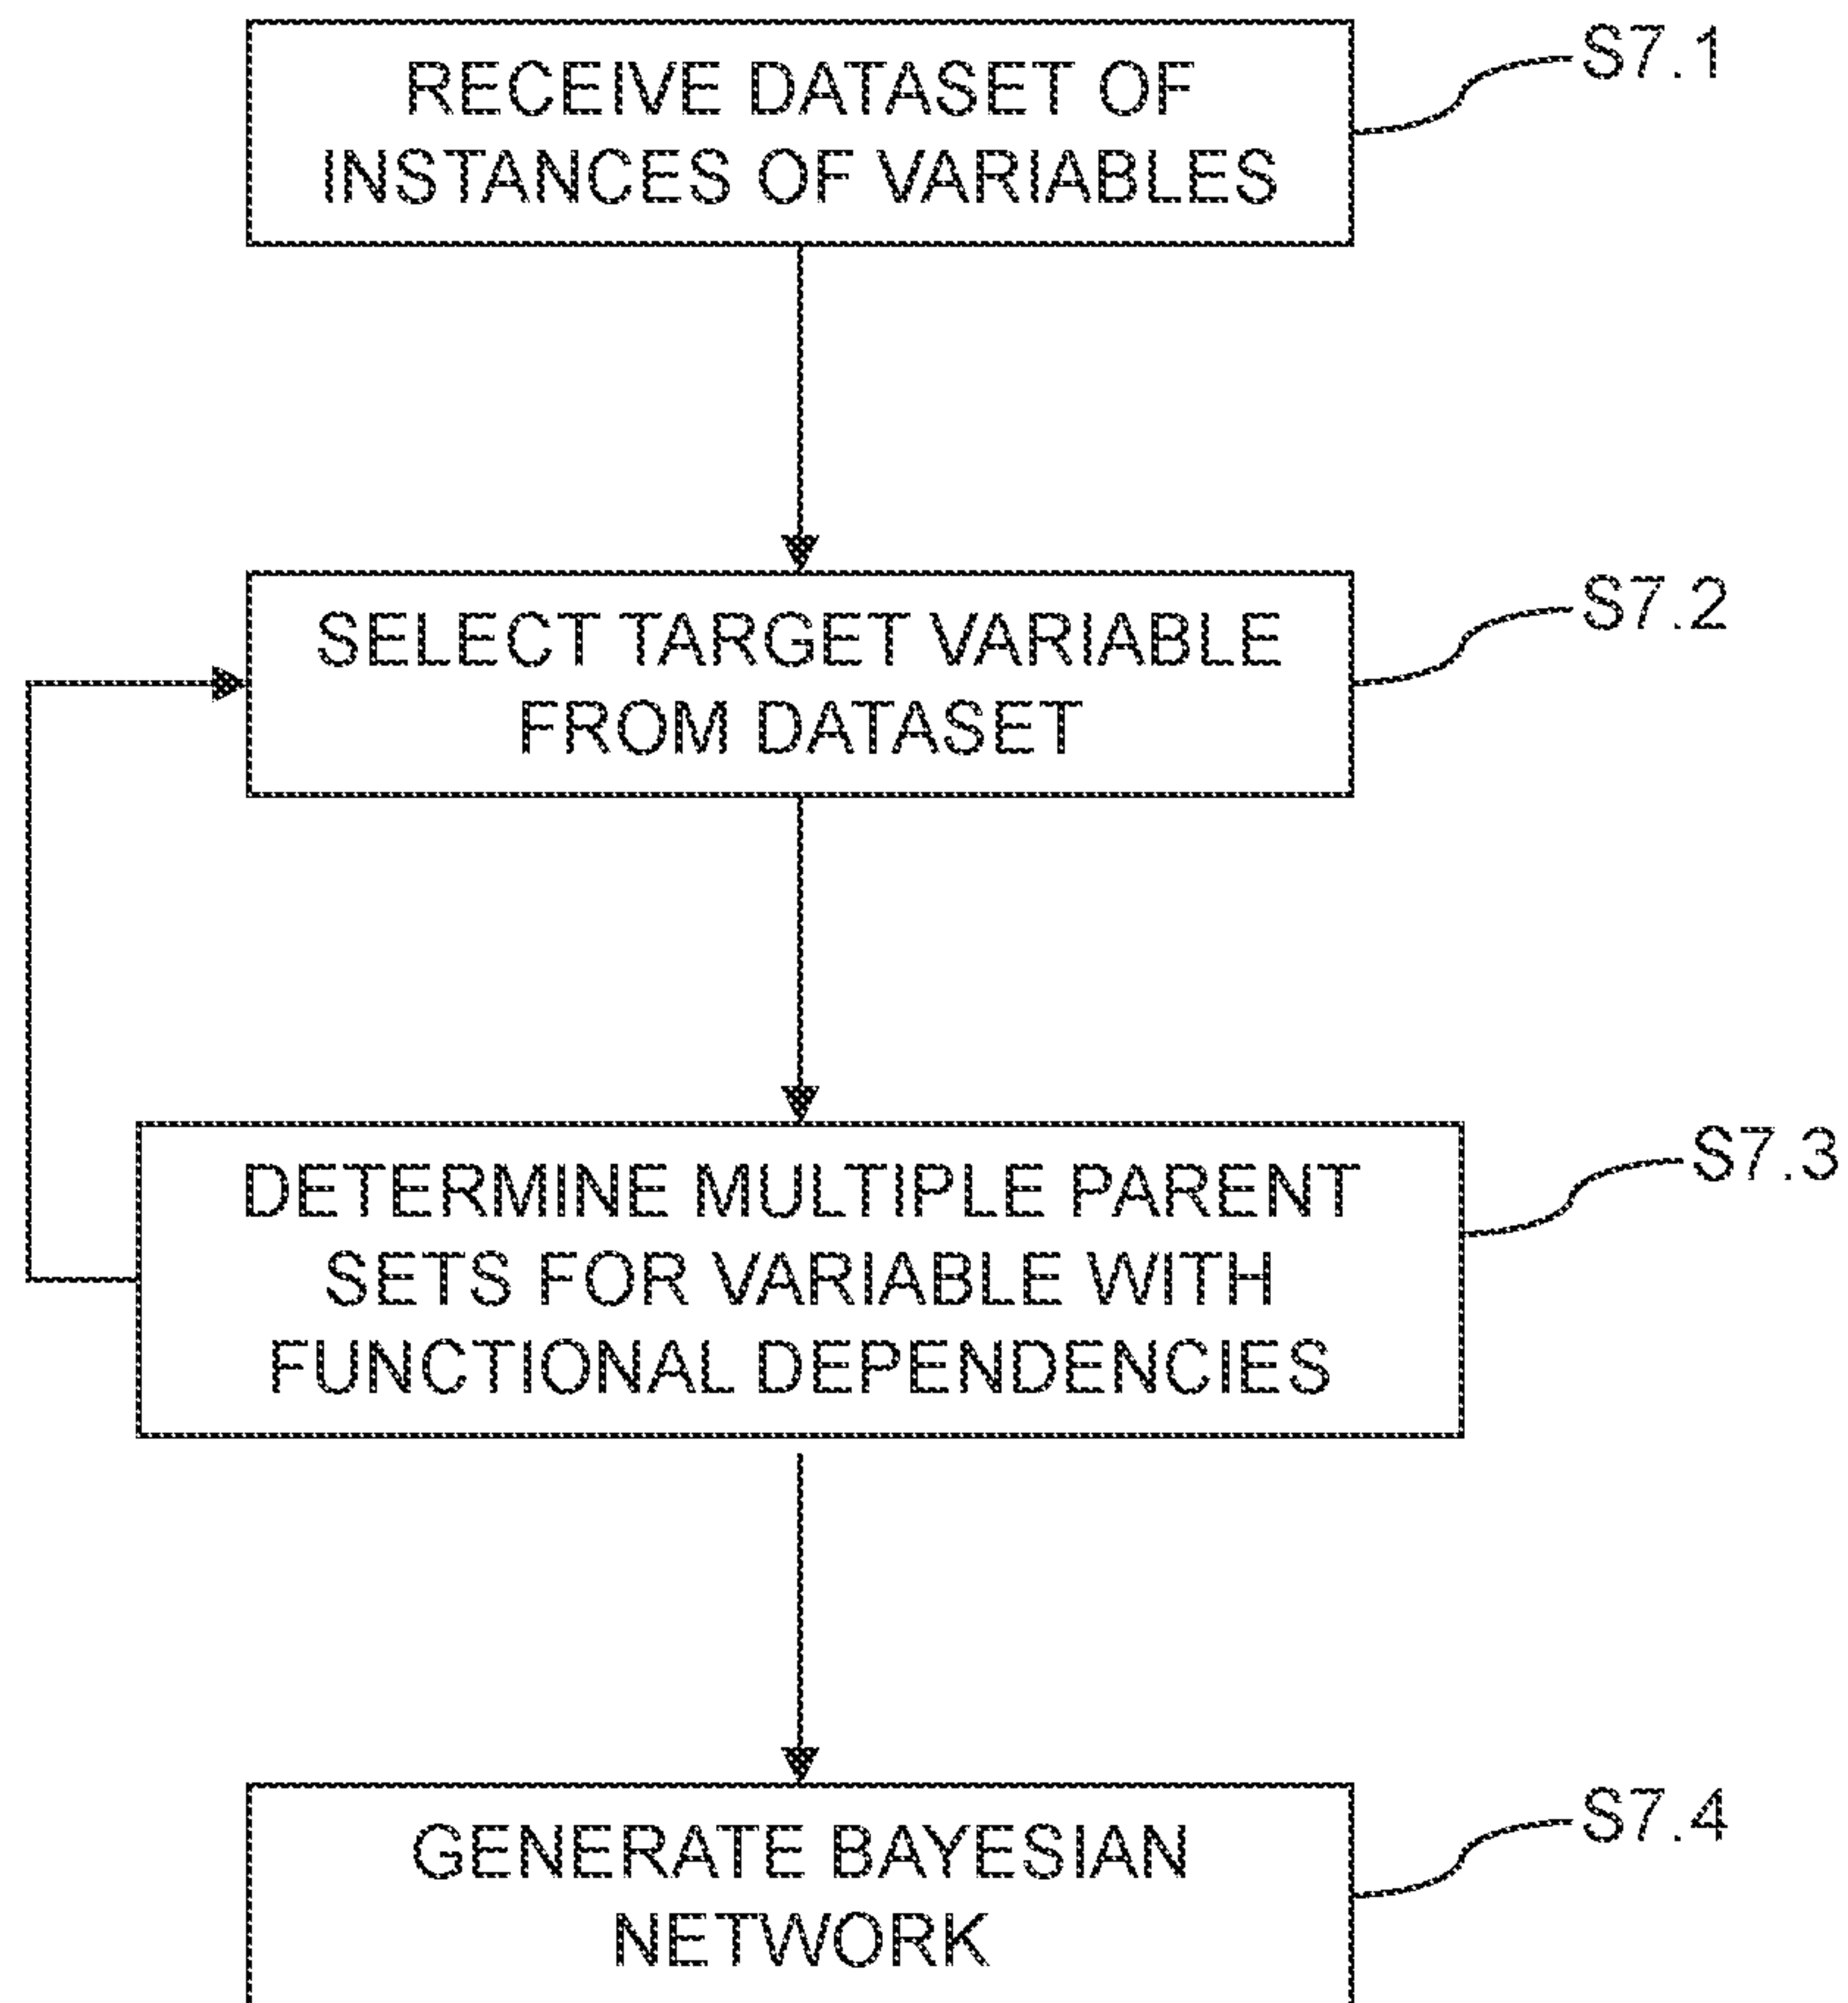 RECEIVE DATASET OF
INSTANCES OF VARIABLES
S7.1
SELECT TARGET VARIABLE
FROM DATASET
S7.2
DETERMINE MULTIPLE PARENT
SETS FOR VARIABLE WITH
FUNCTIONAL DEPENDENCIES
S7.3
GENERATE BAYESIAN
NETWORK
S7.4